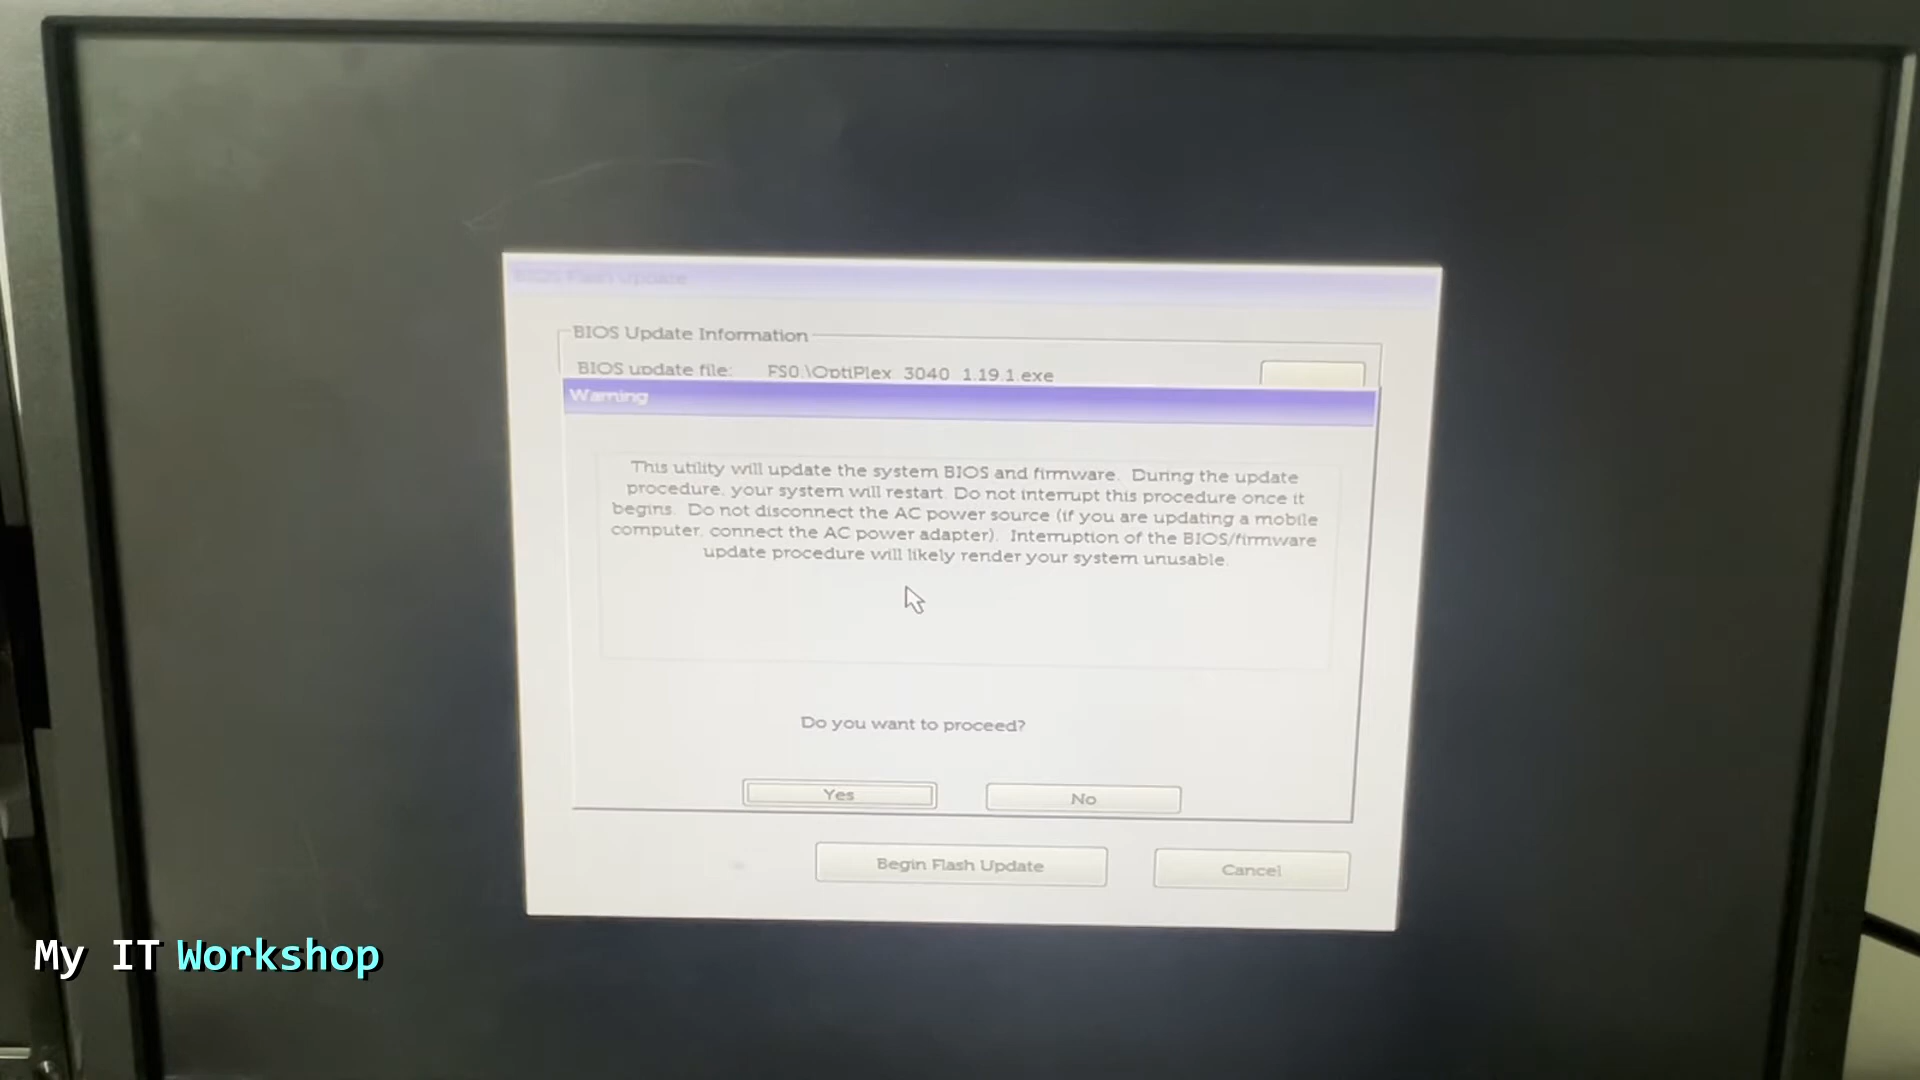 BIOS Flash Update
BIOS Update Information
BIOS update file: FS0:\OptiPlex_3040_1.19.1.exe
Warning
This utility will update the system BIOS and firmware. During the update
procedure, your system will restart. Do not interrupt this procedure once it
begins. Do not disconnect the AC power source (if you are updating a mobile
computer, connect the AC power adapter). Interruption of the BIOS/firmware
update procedure will likely render your system unusable.
Do you want to proceed?
Yes
No
Begin Flash Update
Cancel
My IT Workshop